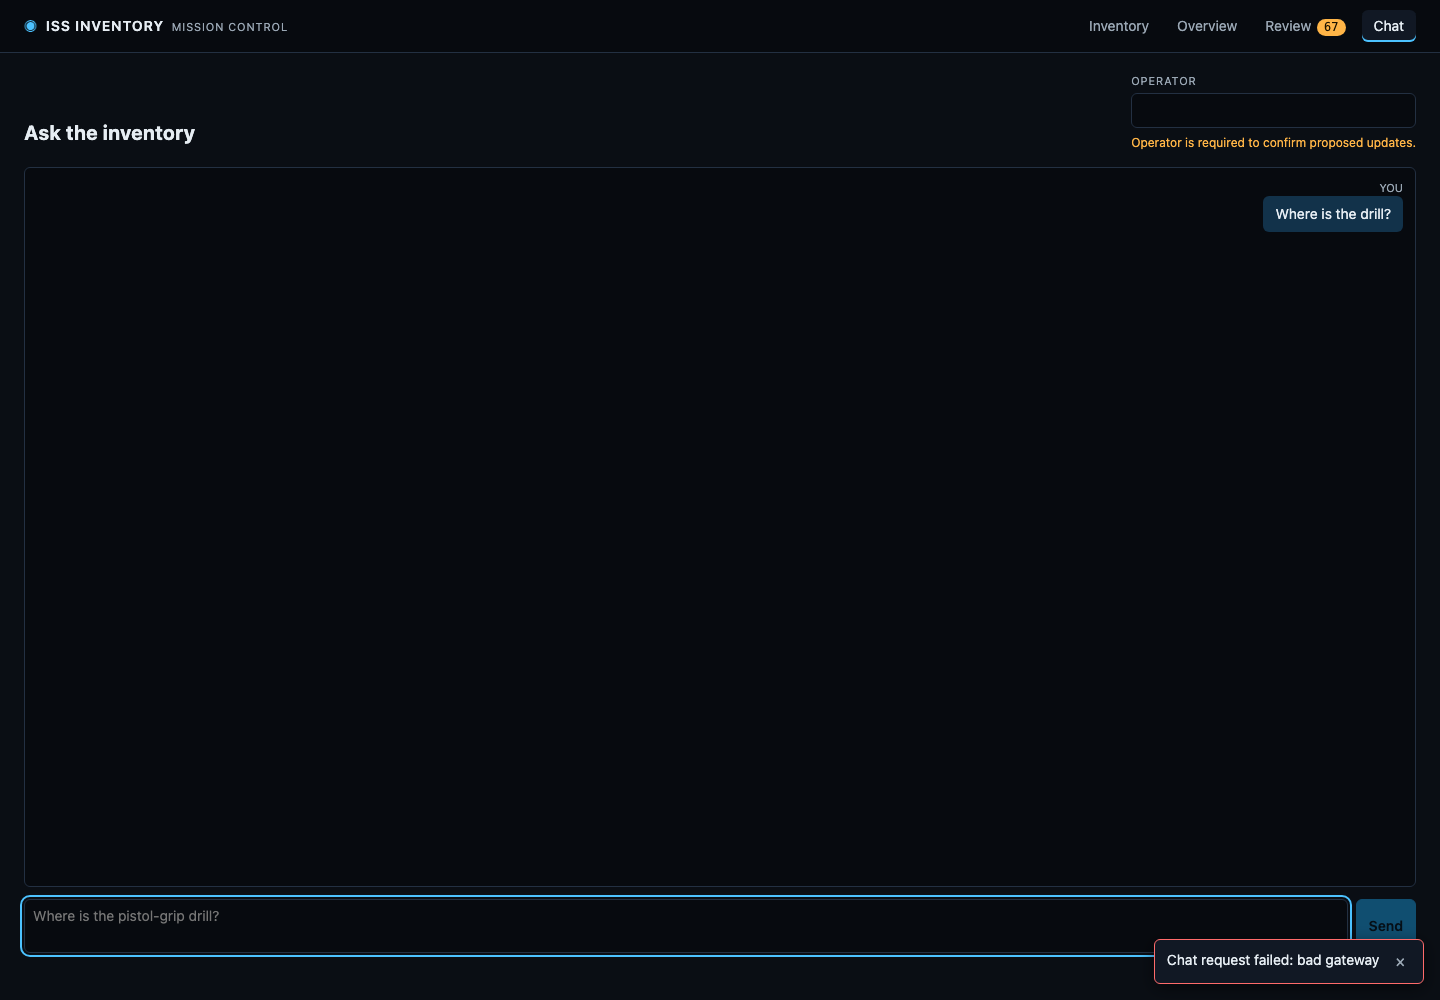 ISS INVENTORY MISSION CONTROL
Inventory Overview Review 67 Chat
OPERATOR
Operator is required to confirm proposed updates.
Ask the inventory
YOU
Where is the drill?
Where is the pistol-grip drill?
Send
Chat request failed: bad gateway ×